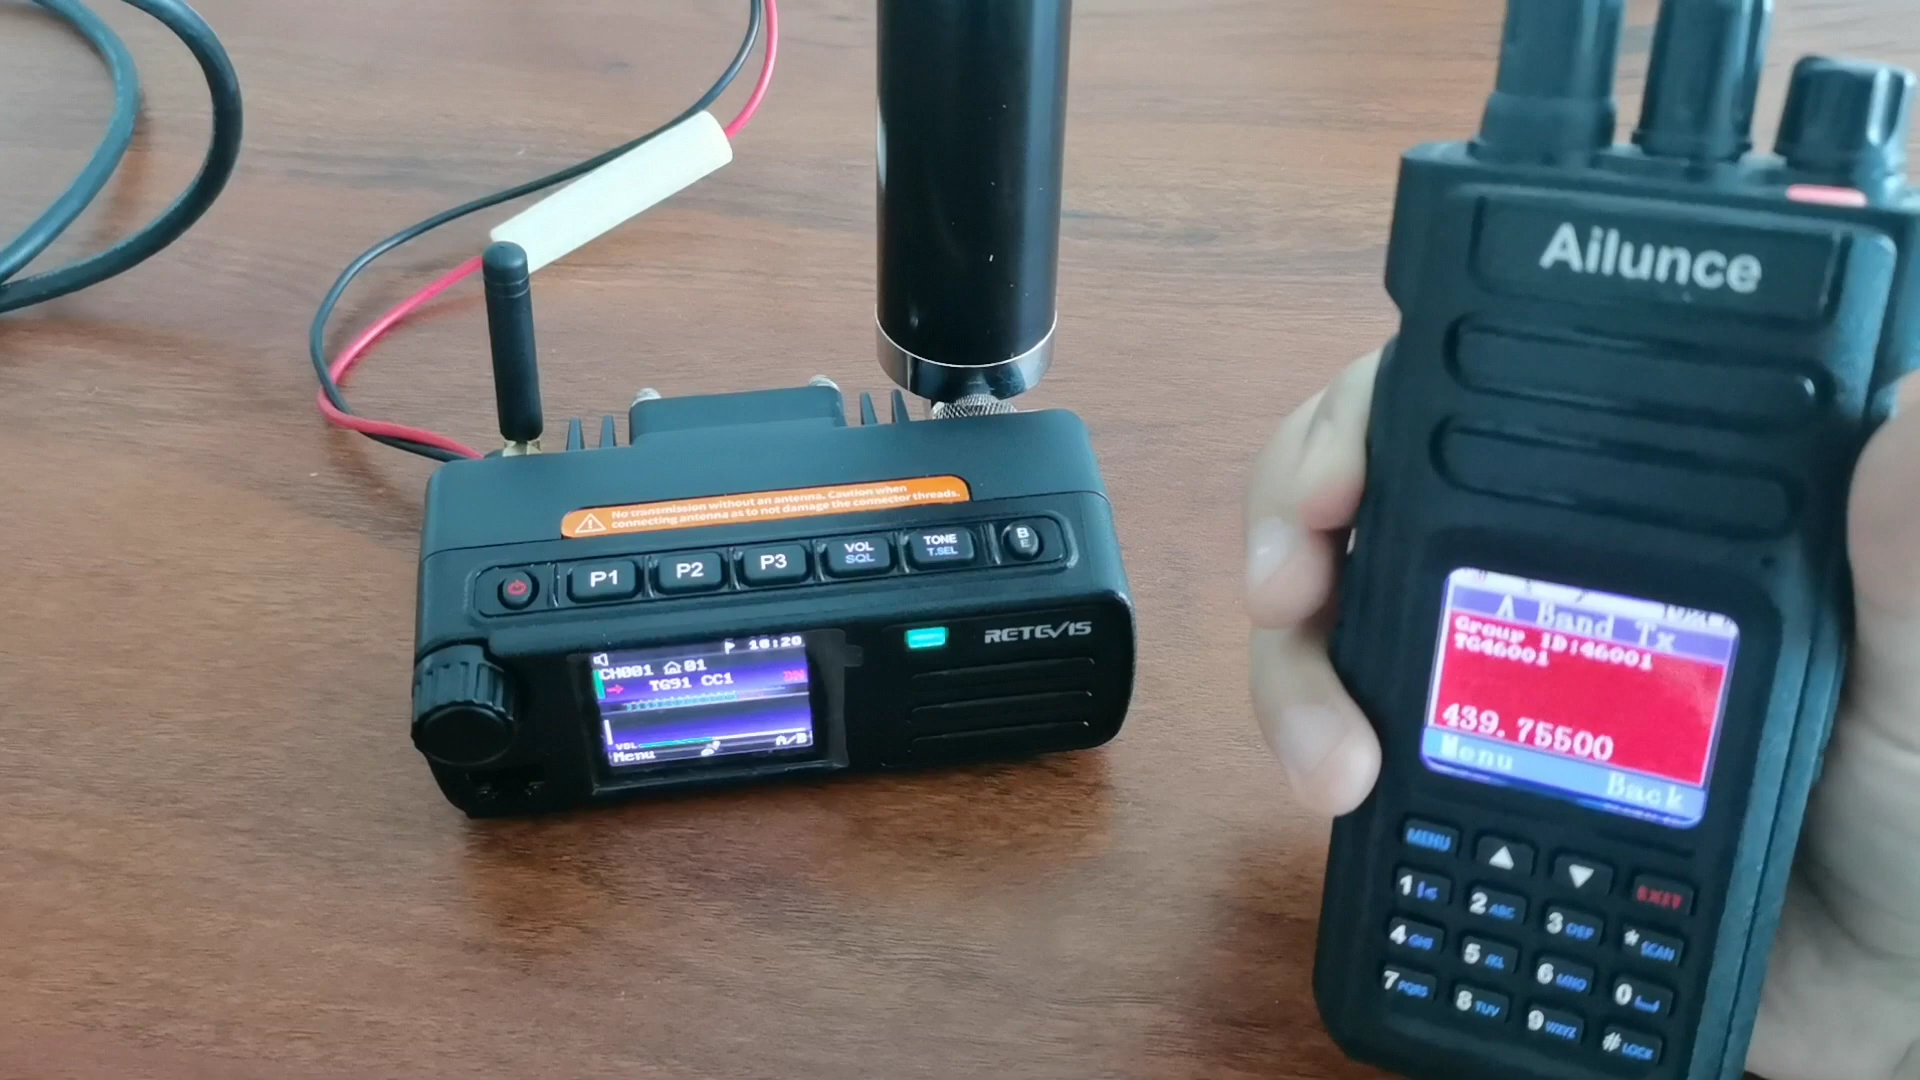 No transmission without an antenna. Caution when
connecting antenna as to not damage the connector threads.
P1
P2
P3
VOL
SQL
TONE
T.SEL
B
E
RETEVIS
16:20
CH001 01
TG91 CC1
VOL
Menu
A/B
Ailunce
A Band Tx
Group ID:46001
TG46001
439.75500
Menu
Back
MENU
EXIT
1
2 ABC
3 DEF
* SCAN
4 GHI
5 JKL
6 MNO
0
7 PQRS
8 TUV
9 WXYZ
# LOCK